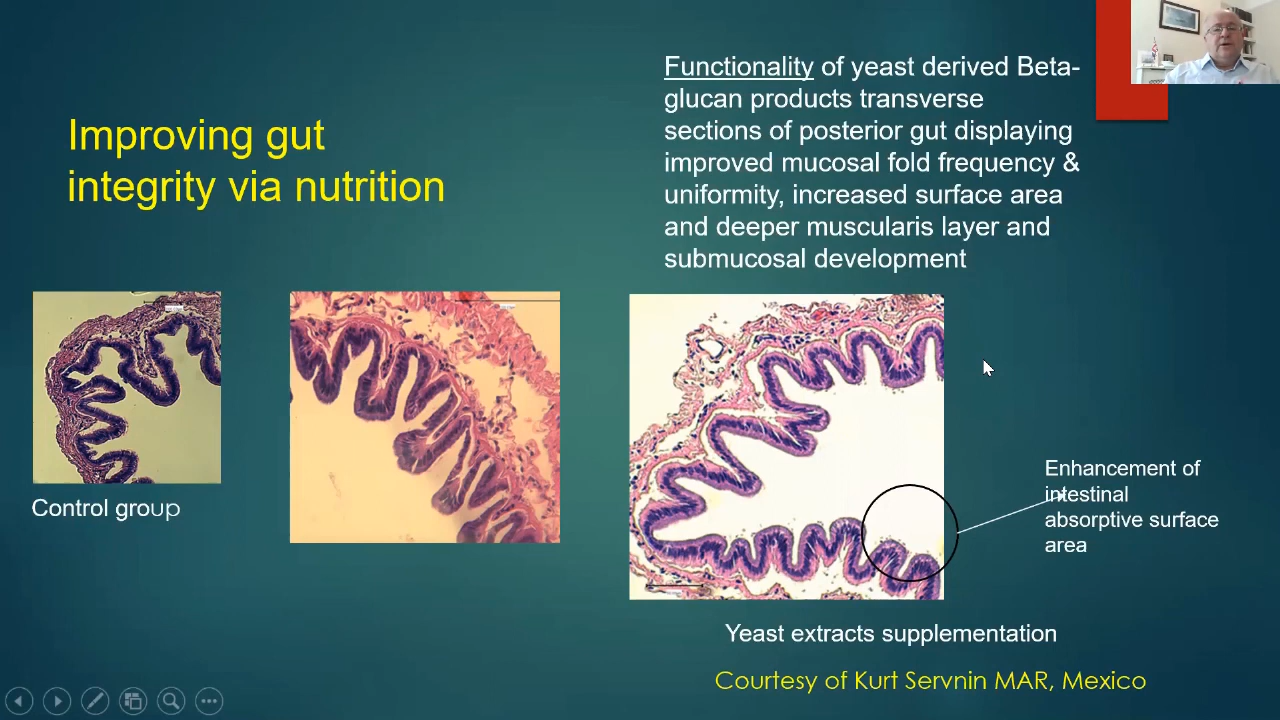 Improving gut
integrity via nutrition
Functionality of yeast derived Beta-
glucan products transverse
sections of posterior gut displaying
improved mucosal fold frequency &
uniformity, increased surface area
and deeper muscularis layer and
submucosal development
Control group
Enhancement of
intestinal
absorptive surface
area
Yeast extracts supplementation
Courtesy of Kurt Servnin MAR, Mexico